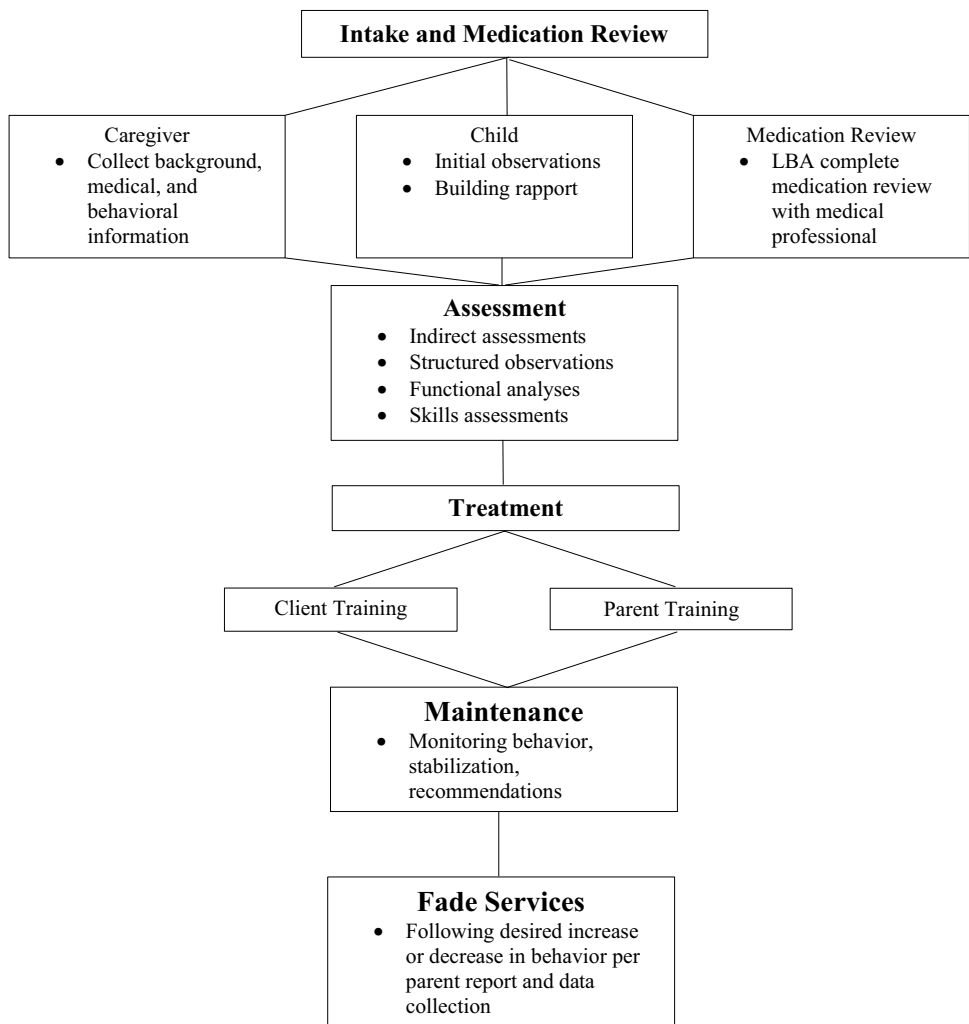 Intake and Medication Review
Caregiver
• Collect background,
medical, and
behavioral
information
Child
• Initial observations
• Building rapport
Medication Review
• LBA complete
medication review
with medical
professional
Assessment
• Indirect assessments
• Structured observations
• Functional analyses
• Skills assessments
Treatment
Client Training
Parent Training
Maintenance
• Monitoring behavior,
stabilization,
recommendations
Fade Services
• Following desired increase
or decrease in behavior per
parent report and data
collection